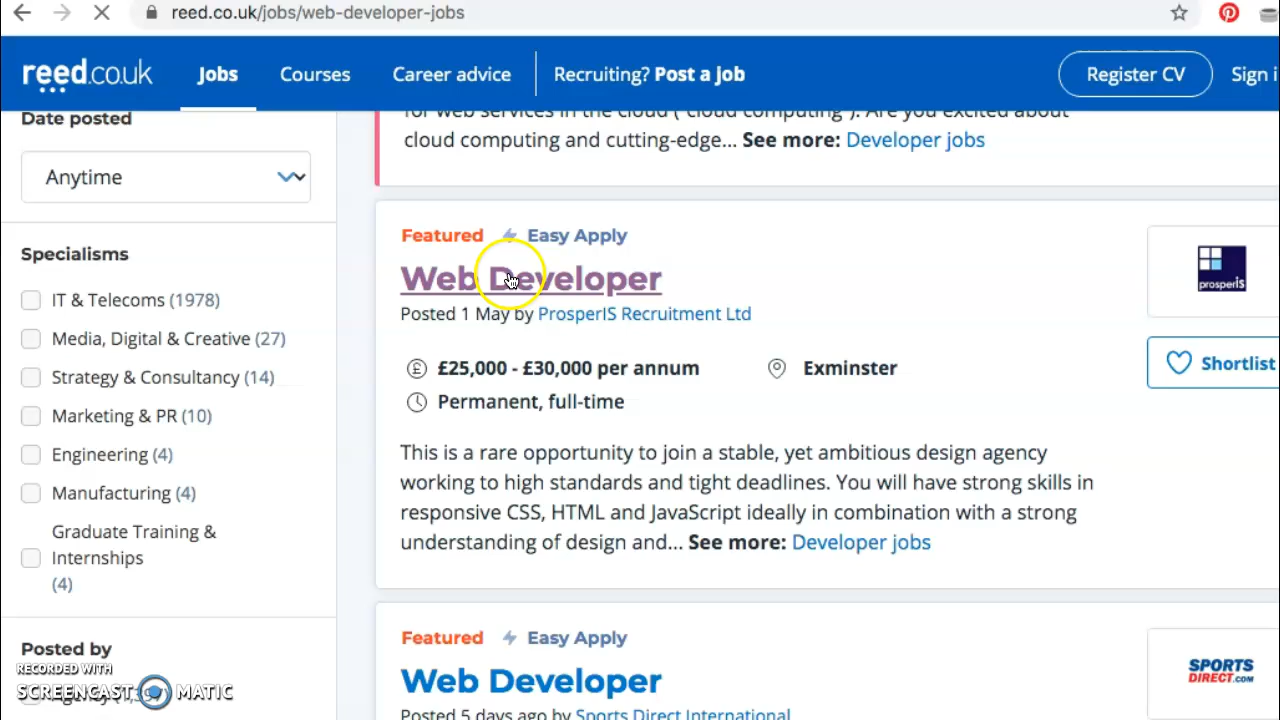 reed.co.uk/jobs/web-developer-jobs
reed.co.uk
Jobs
Courses
Career advice
Recruiting? Post a job
Register CV
Sign i
Date posted
Anytime
Specialisms
IT & Telecoms (1978)
Media, Digital & Creative (27)
Strategy & Consultancy (14)
Marketing & PR (10)
Engineering (4)
Manufacturing (4)
Graduate Training &
Internships
(4)
Posted by
for web services in the cloud ("cloud computing"). Are you excited about
cloud computing and cutting-edge... See more: Developer jobs
Featured Easy Apply
Web Developer
Posted 1 May by ProsperIS Recruitment Ltd
£25,000 - £30,000 per annum
Exminster
Permanent, full-time
This is a rare opportunity to join a stable, yet ambitious design agency
working to high standards and tight deadlines. You will have strong skills in
responsive CSS, HTML and JavaScript ideally in combination with a strong
understanding of design and... See more: Developer jobs
prosperIS
Shortlist
Featured Easy Apply
Web Developer
Posted 5 days ago by Sports Direct International
SPORTS
DIRECT.COM
RECORDED WITH
SCREENCAST MATIC